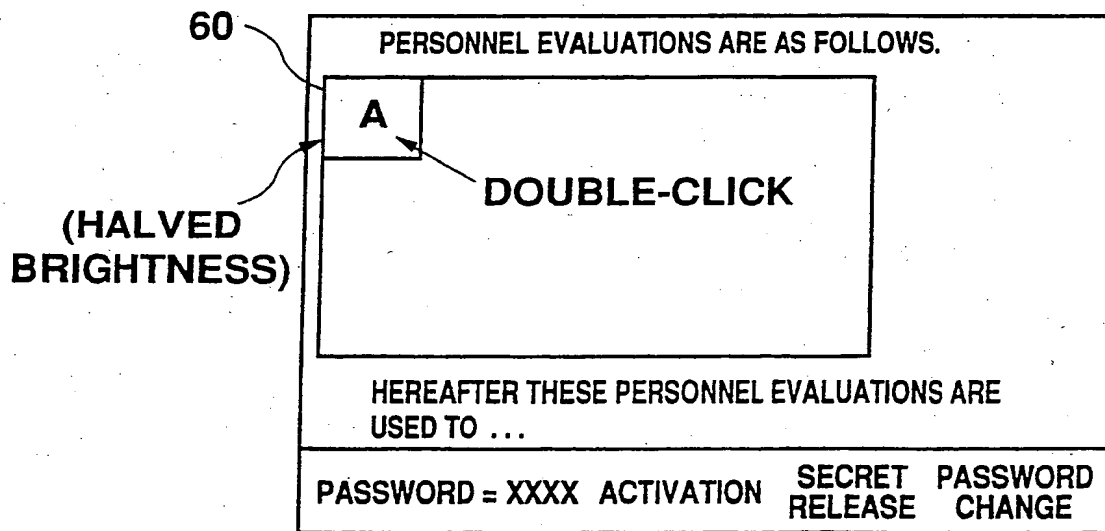 60
PERSONNEL EVALUATIONS ARE AS FOLLOWS.
A
DOUBLE-CLICK
(HALVED
BRIGHTNESS)
HEREAFTER THESE PERSONNEL EVALUATIONS ARE
USED TO ...
PASSWORD = XXXX ACTIVATION SECRET PASSWORD
RELEASE CHANGE